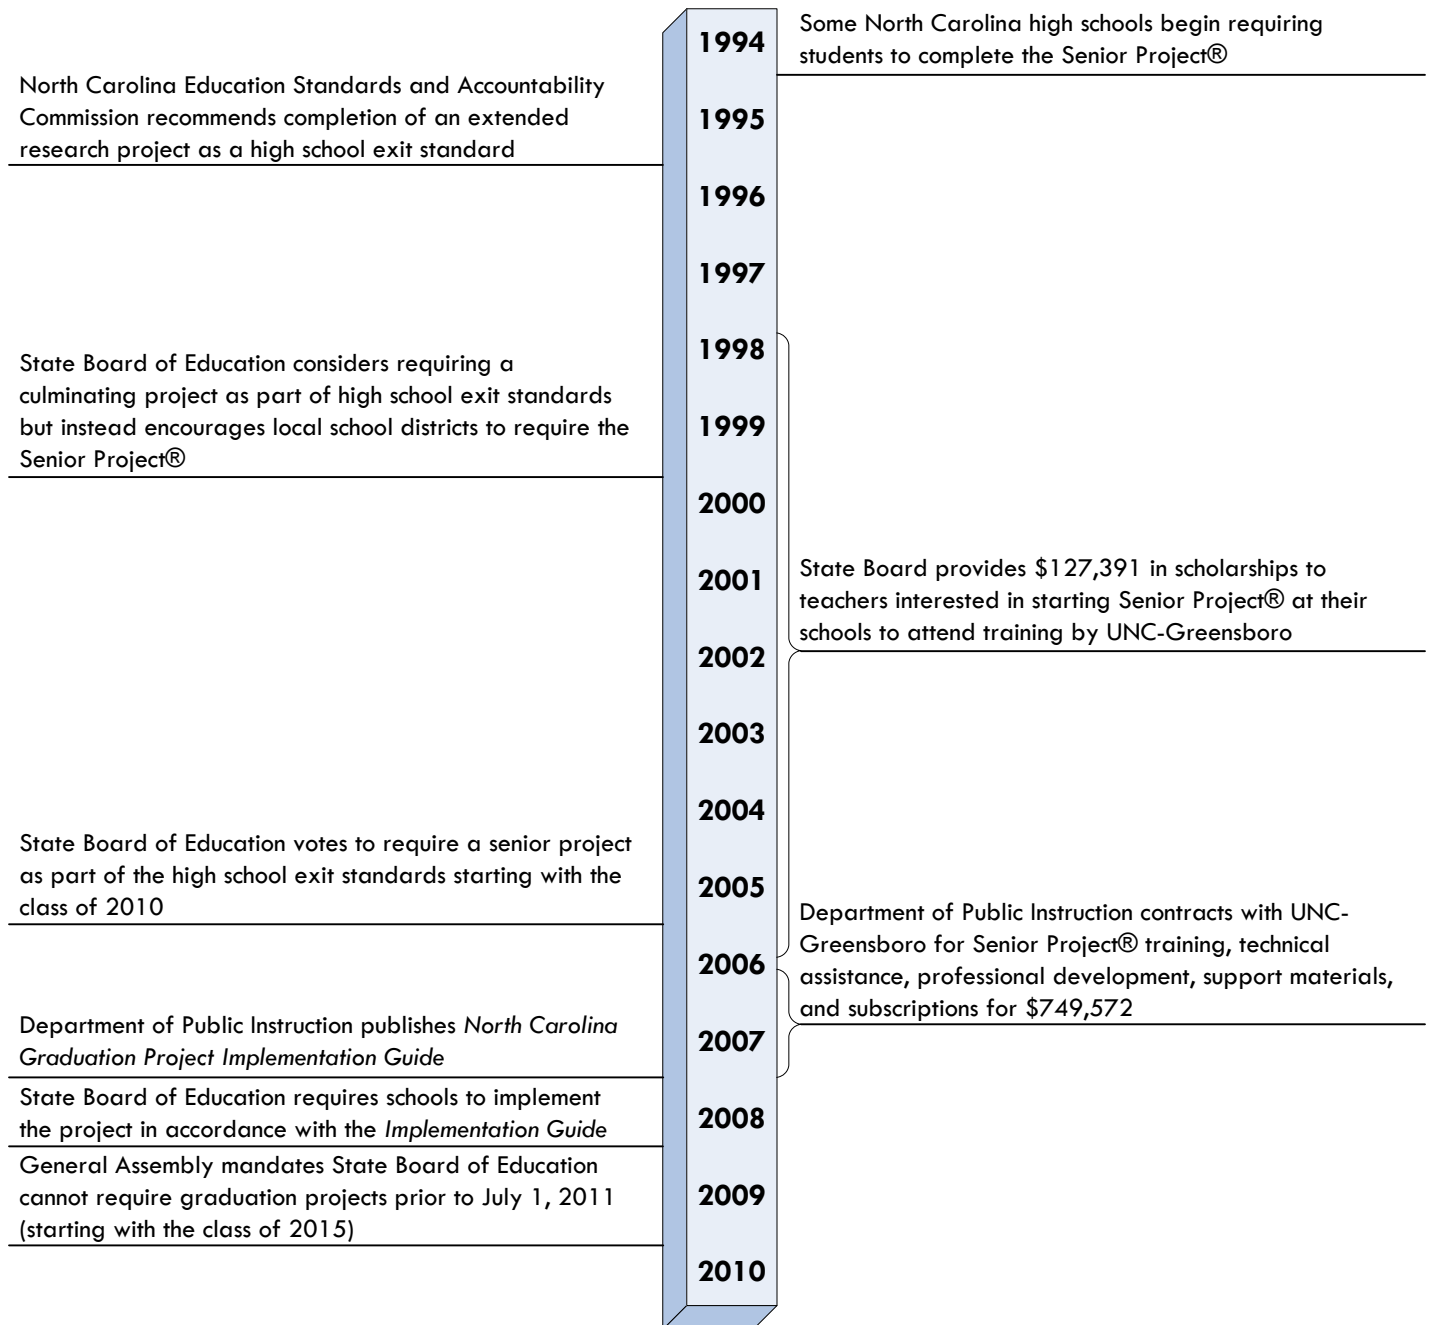 1994
Some North Carolina high schools begin requiring
students to complete the Senior Project®
North Carolina Education Standards and Accountability
Commission recommends completion of an extended
research project as a high school exit standard
1995
1996
1997
1998
State Board of Education considers requiring a
culminating project as part of high school exit standards
but instead encourages local school districts to require the
Senior Project®
1999
2000
2001
State Board provides $127,391 in scholarships to
teachers interested in starting Senior Project® at their
schools to attend training by UNC-Greensboro
2002
2003
2004
State Board of Education votes to require a senior project
as part of the high school exit standards starting with the
class of 2010
2005
Department of Public Instruction contracts with UNC-
Greensboro for Senior Project® training, technical
assistance, professional development, support materials,
and subscriptions for $749,572
2006
Department of Public Instruction publishes North Carolina
Graduation Project Implementation Guide
2007
State Board of Education requires schools to implement
the project in accordance with the Implementation Guide
2008
General Assembly mandates State Board of Education
cannot require graduation projects prior to July 1, 2011
(starting with the class of 2015)
2009
2010